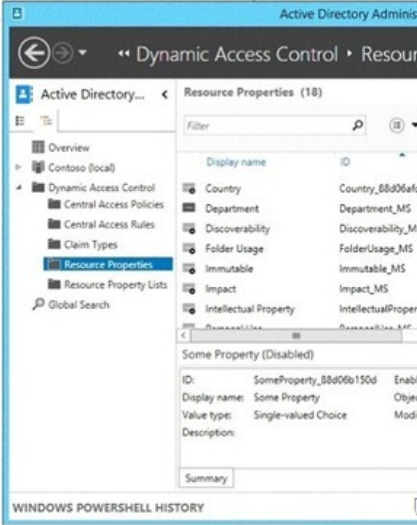 Active Directory Adminis
Dynamic Access Control • Resour
Active Directory...
Resource Properties (18)
Filter
Overview
Contoso (local)
Dynamic Access Control
Central Access Policies
Central Access Rules
Claim Types
Resource Properties
Resource Property Lists
Global Search
Display name ID
Country Country_88d06afd
Department Department_MS
Discoverability Discoverability_M
Folder Usage FolderUsage_MS
Immutable Immutable_MS
Impact Impact_MS
Intellectual Property IntellectualProper
Some Property (Disabled)
ID: SomeProperty_88d06b150d Enabl
Display name: Some Property Objec
Value type: Single-valued Choice Modi
Description:
Summary
WINDOWS POWERSHELL HISTORY